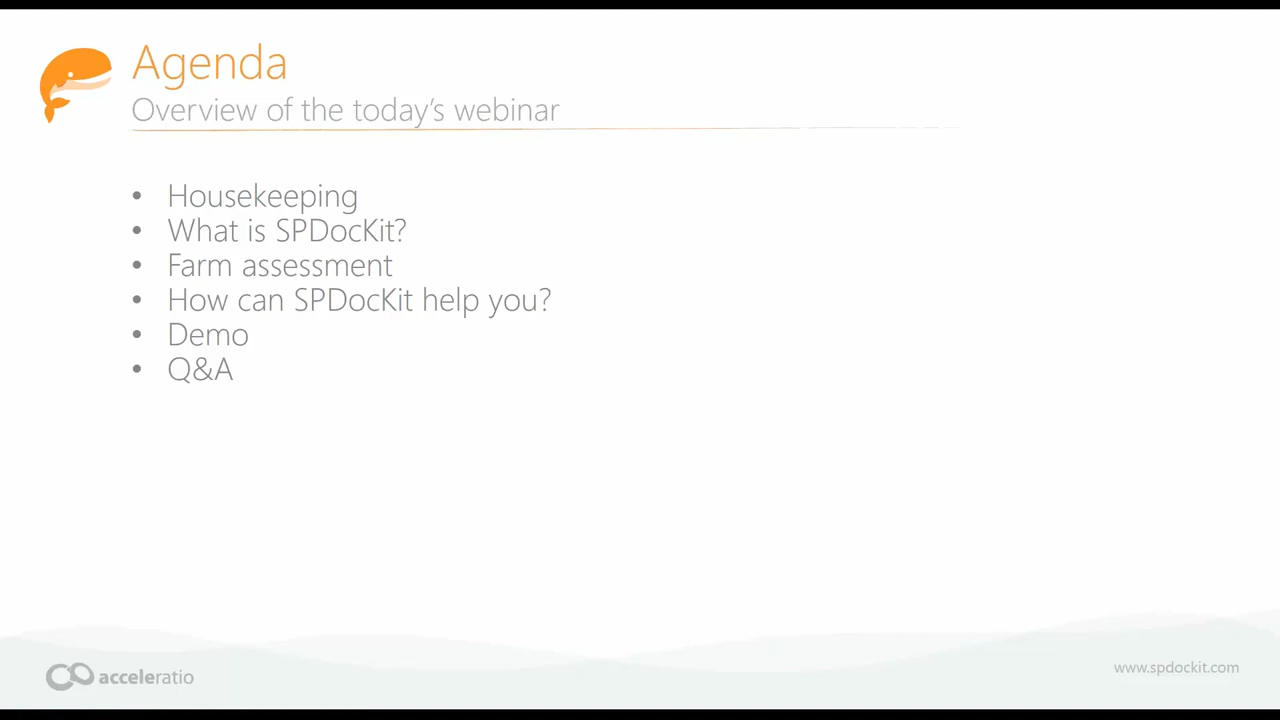 Agenda
Overview of the today's webinar
• Housekeeping
• What is SPDocKit?
• Farm assessment
• How can SPDocKit help you?
• Demo
• Q&A
acceleratio
www.spdockit.com